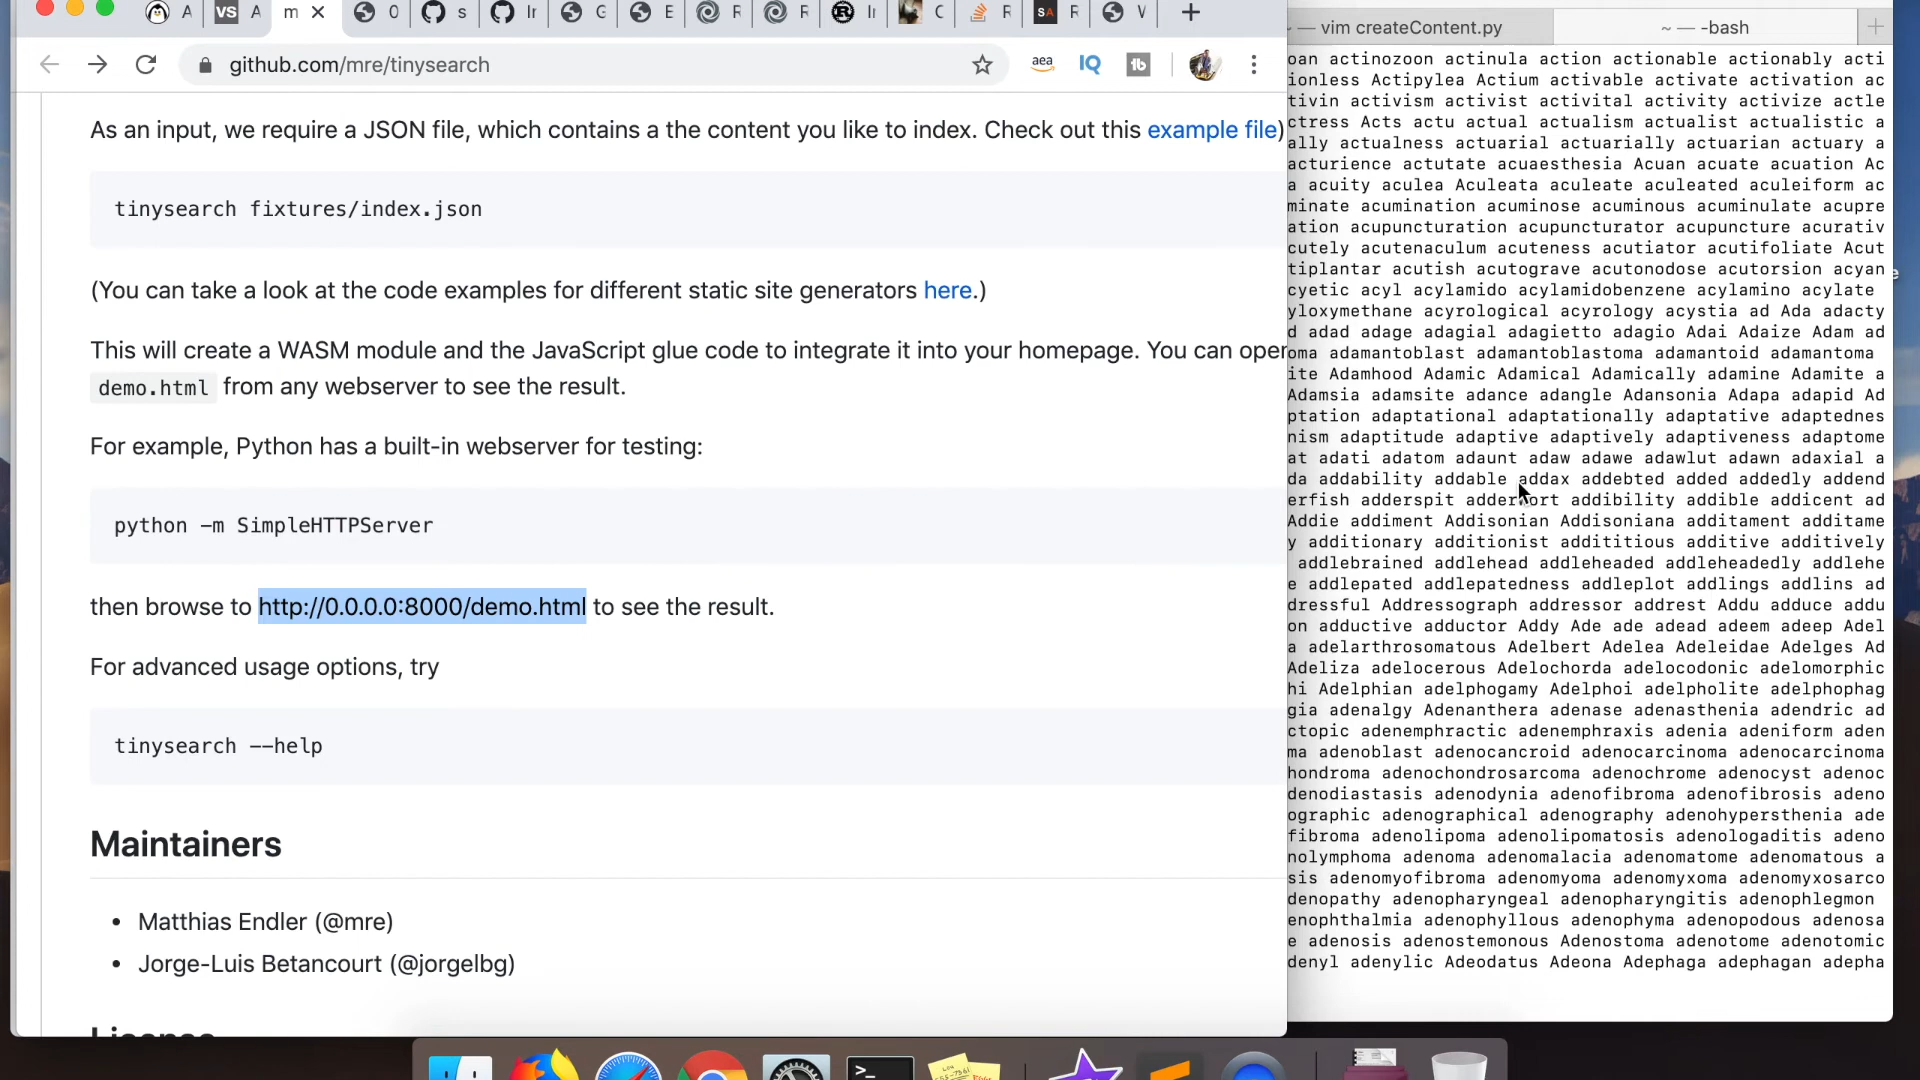 A
VS A
m
O
s
Ir
G
E
F
F
Ir
C
F
SA F
V
github.com/mre/tinysearch
aea IQ tb
As an input, we require a JSON file, which contains a the content you like to index. Check out this example file)
tinysearch fixtures/index.json
(You can take a look at the code examples for different static site generators here.)
This will create a WASM module and the JavaScript glue code to integrate it into your homepage. You can oper
demo.html from any webserver to see the result.
For example, Python has a built-in webserver for testing:
python -m SimpleHTTPServer
then browse to http://0.0.0.0:8000/demo.html to see the result.
For advanced usage options, try
tinysearch --help
Maintainers
• Matthias Endler (@mre)
• Jorge-Luis Betancourt (@jorgelbg)
~ — vim createContent.py
~ — -bash
oan actinozoon actinula action actionable actionably acti
ionless Actipylea Actium activable activate activation ac
tivin activism activist activital activity activize actle
ctress Acts actu actual actualism actualist actualistic a
ally actualness actuarial actuarially actuarian actuary a
acturience actutate acuaesthesia Acuan acuate acuation Ac
a acuity aculea Aculeata aculeate aculeated aculeiform ac
minate acumination acuminose acuminous acuminulate acupre
ation acupuncturation acupuncturator acupuncture acurativ
cutely acutenaculum acuteness acutiator acutifoliate Acut
tiplantar acutish acutograve acutonodose acutorsion acyan
cyetic acyl acylamido acylamidobenzene acylamino acylate
yloxymethane acyrological acyrology acystia ad Ada adacty
d adad adage adagial adagietto adagio Adai Adaize Adam ad
oma adamantoblast adamantoblastoma adamantoid adamantoma
ite Adamhood Adamic Adamical Adamically adamine Adamite a
Adamsia adamsite adance adangle Adansonia Adapa adapid Ad
ptation adaptational adaptationally adaptative adaptednes
nism adaptitude adaptive adaptively adaptiveness adaptome
at adati adatom adaunt adaw adawe adawlut adawn adaxial a
da addability addable addax addebted added addedly addend
erfish adderspit adderwort addibility addible addicent ad
Addie addiment Addisonian Addisoniana additament additame
y additionary additionist addititious additive additively
addlebrained addlehead addleheaded addleheadedly addlehe
e addlepated addlepatedness addleplot addlings addlins ad
dressful Addressograph addressor addrest Addu adduce addu
on adductive adductor Addy Ade ade adead adeem adeep Adel
a adelarthrosomatous Adelbert Adelea Adeleidae Adelges Ad
Adeliza adelocerous Adelochorda adelocodonic adelomorphic
hi Adelphian adelphogamy Adelphoi adelpholite adelphophag
gia adenalgy Adenanthera adenase adenasthenia adendric ad
ctopic adenemphractic adenemphraxis adenia adeniform aden
ma adenoblast adenocancroid adenocarcinoma adenocarcinoma
hondroma adenochondrosarcoma adenochrome adenocyst adenoc
denodiastasis adenodynia adenofibroma adenofibrosis adeno
ographic adenographical adenography adenohypersthenia ade
fibroma adenolipoma adenolipomatosis adenologaditis adeno
nolymphoma adenoma adenomalacia adenomatome adenomatous a
sis adenomyofibroma adenomyoma adenomyxoma adenomyxosarco
denopathy adenopharyngeal adenopharyngitis adenophlegmon
enophthalmia adenophyllous adenophyma adenopodous adenosa
e adenosis adenostemonous Adenostoma adenotome adenotomic
denyl adenylic Adeodatus Adeona Adephaga adephagan adepha